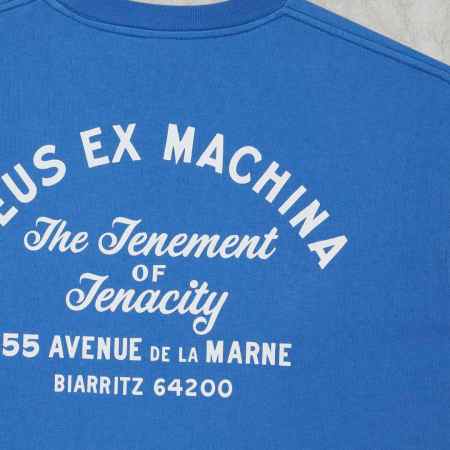 EUS EX MACHINA
The Tenement
OF
Tenacity
55 AVENUE DE LA MARNE
BIARRITZ 64200